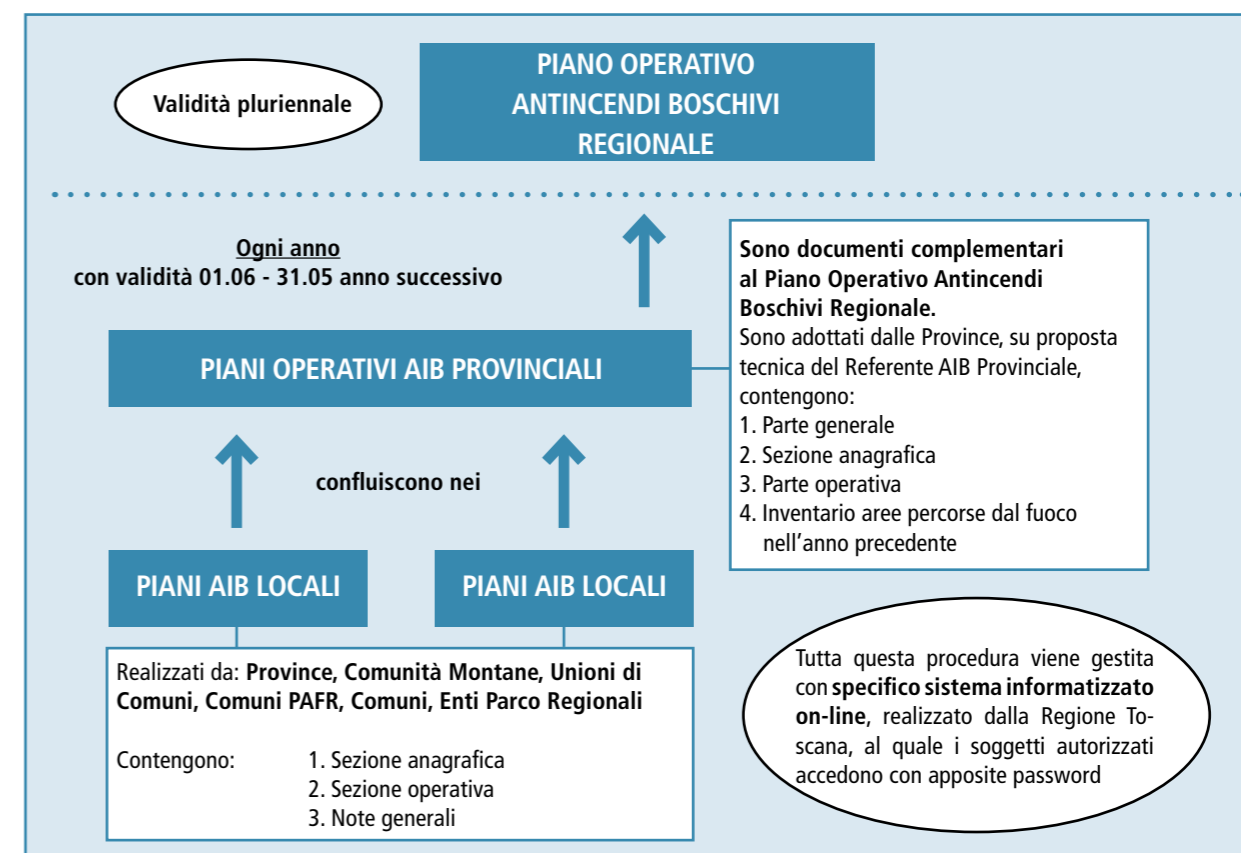 Validità pluriennale
PIANO OPERATIVO
ANTINCENDI BOSCHIVI
REGIONALE
Ogni anno
con validità 01.06 - 31.05 anno successivo
Sono documenti complementari
al Piano Operativo Antincendi
Boschivi Regionale.
Sono adottati dalle Province, su proposta
tecnica del Referente AIB Provinciale,
contengono:
1. Parte generale
2. Sezione anagrafica
3. Parte operativa
4. Inventario aree percorse dal fuoco
nell'anno precedente
PIANI OPERATIVI AIB PROVINCIALI
confluiscono nei
PIANI AIB LOCALI
PIANI AIB LOCALI
Realizzati da: Province, Comunità Montane, Unioni di
Comuni, Comuni PAFR, Comuni, Enti Parco Regionali
Contengono: 1. Sezione anagrafica
2. Sezione operativa
3. Note generali
Tutta questa procedura viene gestita
con specifico sistema informatizzato
on-line, realizzato dalla Regione To-
scana, al quale i soggetti autorizzati
accedono con apposite password